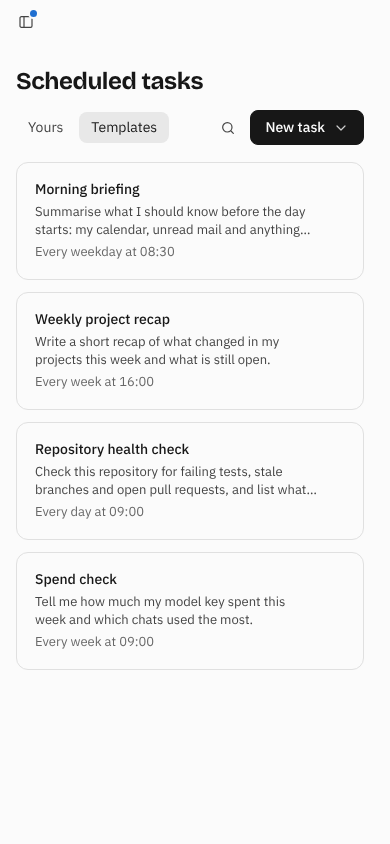 Scheduled tasks
Yours
Templates
New task
Morning briefing
Summarise what I should know before the day
starts: my calendar, unread mail and anything...
Every weekday at 08:30
Weekly project recap
Write a short recap of what changed in my
projects this week and what is still open.
Every week at 16:00
Repository health check
Check this repository for failing tests, stale
branches and open pull requests, and list what...
Every day at 09:00
Spend check
Tell me how much my model key spent this
week and which chats used the most.
Every week at 09:00